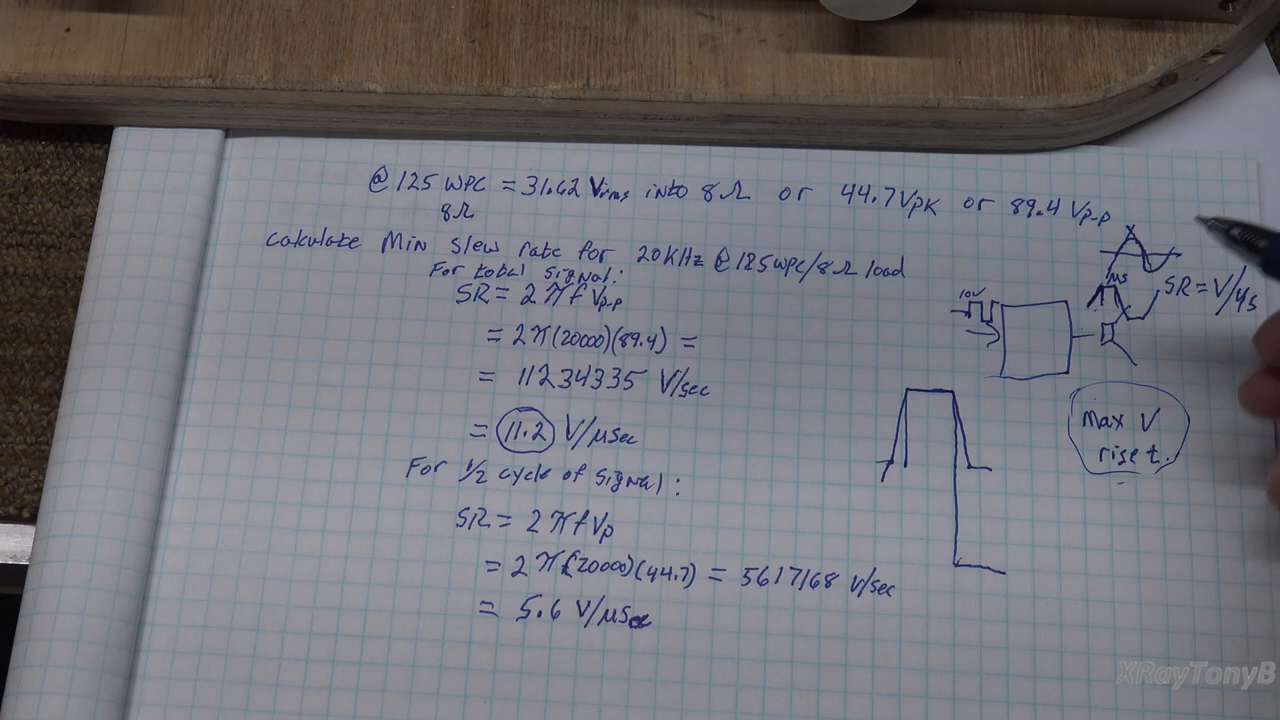 @ 125 WPC = 31.62 Vrms into 8Ω or 44.7 Vpk or 89.4 Vp-p
8Ω
Calculate Min Slew rate for 20KHz @ 125WPC/8Ω load
For total signal:
SR = 2πf Vp-p
= 2π(20000)(89.4) =
= 11234335 V/sec
= 11.2 V/μSec
For 1/2 cycle of signal:
SR = 2πfVp
= 2π(20000)(44.7) = 5617168 V/sec
= 5.6 V/μSec
μs
SR = V/μs
10V
Max V
rise t.
XRayTonyB